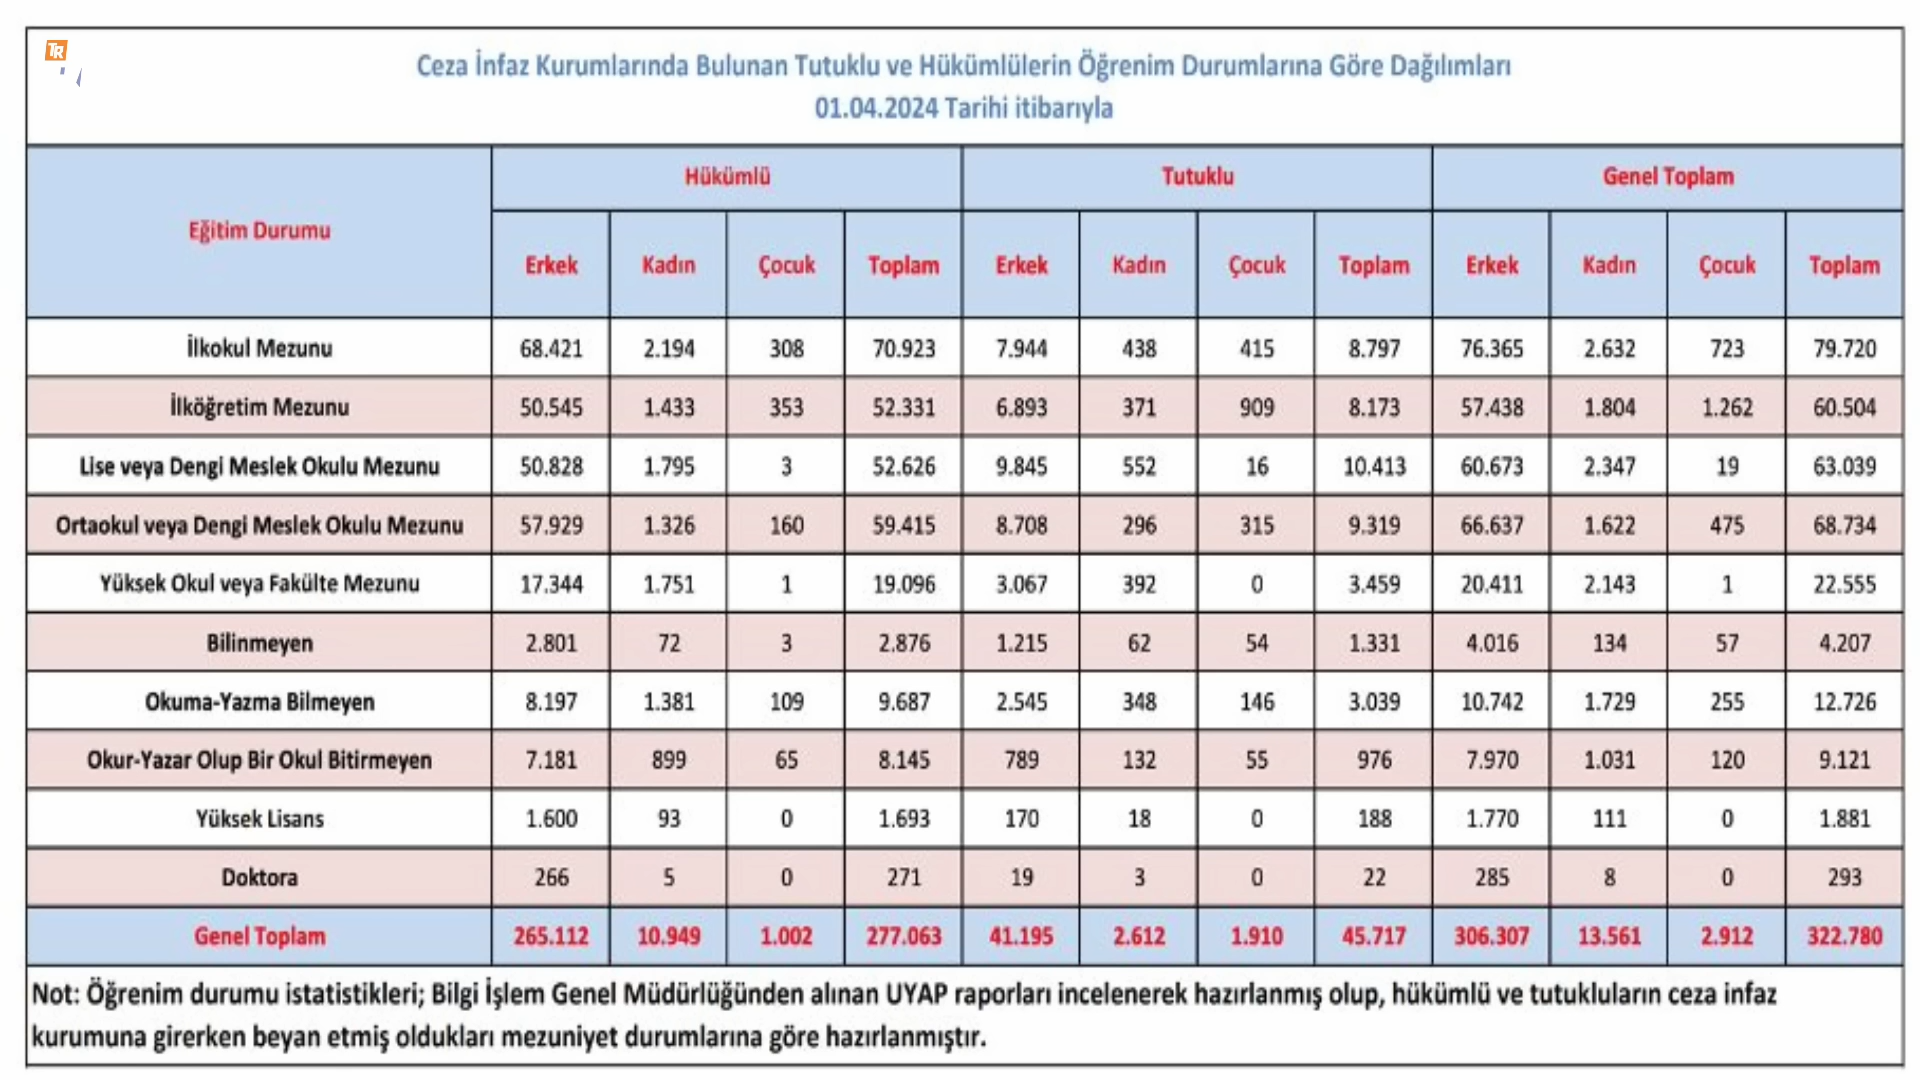 TR
Ceza İnfaz Kurumlarında Bulunan Tutuklu ve Hükümlülerin Öğrenim Durumlarına Göre Dağılımları
01.04.2024 Tarihi itibarıyla
Eğitim Durumu Hükümlü Tutuklu Genel Toplam
Erkek Kadın Çocuk Toplam Erkek Kadın Çocuk Toplam Erkek Kadın Çocuk Toplam
İlkokul Mezunu 68.421 2.194 308 70.923 7.944 438 415 8.797 76.365 2.632 723 79.720
İlköğretim Mezunu 50.545 1.433 353 52.331 6.893 371 909 8.173 57.438 1.804 1.262 60.504
Lise veya Dengi Meslek Okulu Mezunu 50.828 1.795 3 52.626 9.845 552 16 10.413 60.673 2.347 19 63.039
Ortaokul veya Dengi Meslek Okulu Mezunu 57.929 1.326 160 59.415 8.708 296 315 9.319 66.637 1.622 475 68.734
Yüksek Okul veya Fakülte Mezunu 17.344 1.751 1 19.096 3.067 392 0 3.459 20.411 2.143 1 22.555
Bilinmeyen 2.801 72 3 2.876 1.215 62 54 1.331 4.016 134 57 4.207
Okuma-Yazma Bilmeyen 8.197 1.381 109 9.687 2.545 348 146 3.039 10.742 1.729 255 12.726
Okur-Yazar Olup Bir Okul Bitirmeyen 7.181 899 65 8.145 789 132 55 976 7.970 1.031 120 9.121
Yüksek Lisans 1.600 93 0 1.693 170 18 0 188 1.770 111 0 1.881
Doktora 266 5 0 271 19 3 0 22 285 8 0 293
Genel Toplam 265.112 10.949 1.002 277.063 41.195 2.612 1.910 45.717 306.307 13.561 2.912 322.780
Not: Öğrenim durumu istatistikleri; Bilgi İşlem Genel Müdürlüğünden alınan UYAP raporları incelenerek hazırlanmış olup, hükümlü ve tutukluların ceza infaz
kurumuna girerken beyan etmiş oldukları mezuniyet durumlarına göre hazırlanmıştır.